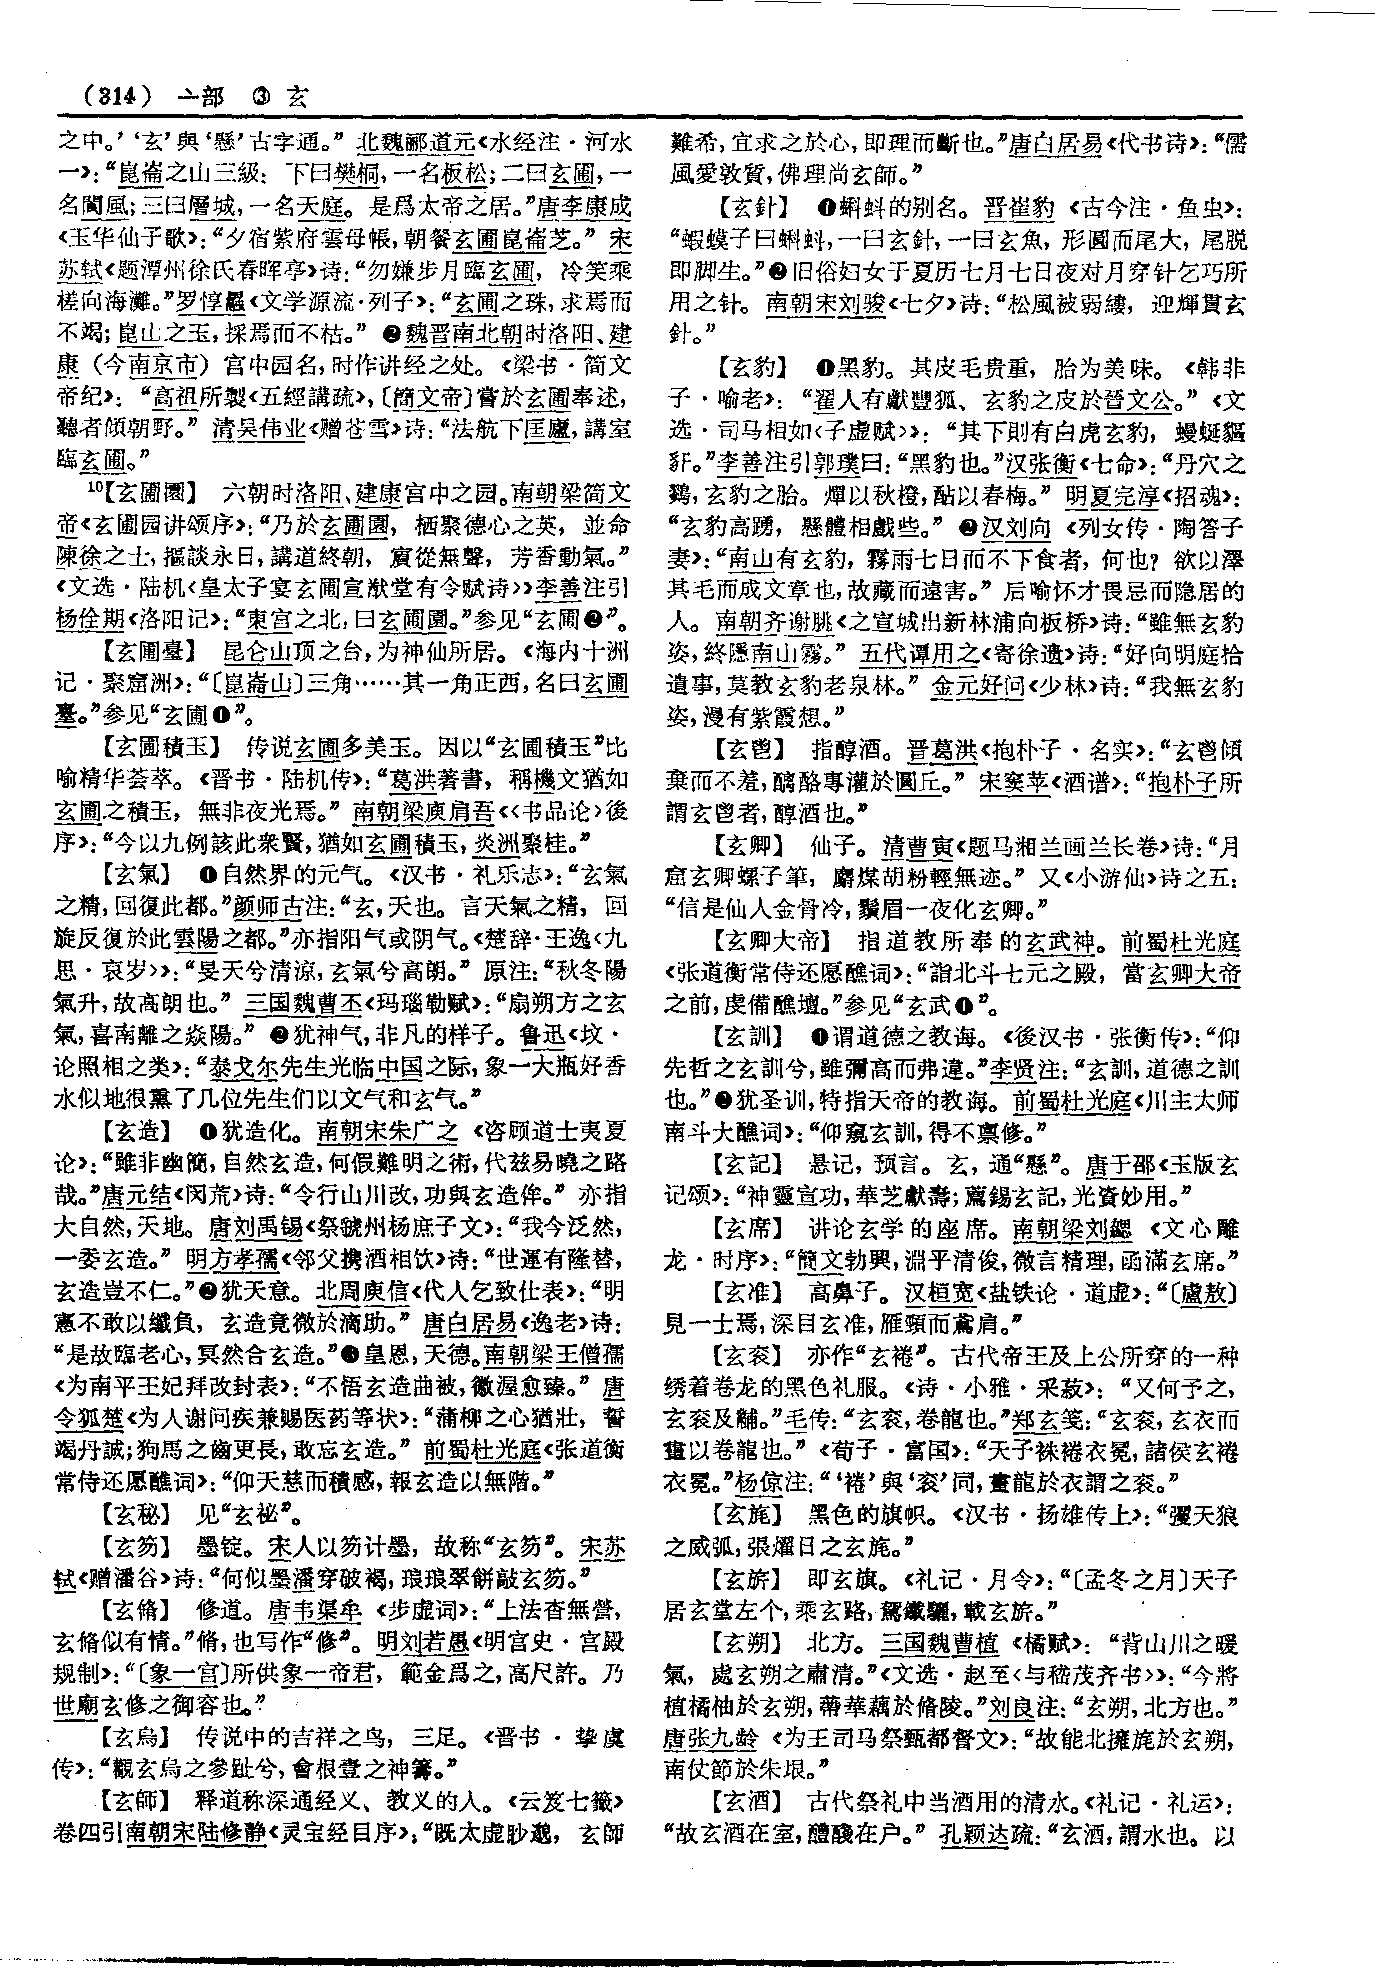 (314) 亠部 ③ 玄
之中。’‘玄’與‘懸’古字通。”北魏郦道元《水经注·河水
一》：“崑崙之山三級：下曰樊桐，一名板松；二曰玄圃，一
名閬風；三曰層城，一名天庭。是爲太帝之居。”唐李康成
《玉华仙子歌》：“夕宿紫府雲母帳，朝餐玄圃崑崙芝。”宋
苏轼《题潭州徐氏春晖亭》诗：“勿嫌步月臨玄圃，冷笑乘
槎向海灘。”罗惇曧《文学源流·列子》：“玄圃之珠，求焉而
不竭；崑山之玉，採焉而不枯。”❷魏晋南北朝时洛阳、建
康（今南京市）宫中园名，时作讲经之处。《梁书·简文
帝纪》：“高祖所製《五經講疏》，〔簡文帝〕嘗於玄圃奉述，
聽者傾朝野。”清吴伟业《赠苍雪》诗：“法航下匡廬，講室
臨玄圃。”
10【玄圃園】 六朝时洛阳、建康宫中之园。南朝梁简文
帝《玄圃园讲颂序》：“乃於玄圃園，栖聚德心之英，並命
陳徐之士，摳談永日，講道終朝，賓從無聲，芳香動氣。”
《文选·陆机〈皇太子宴玄圃宣猷堂有令赋诗〉》李善注引
杨佺期《洛阳记》：“東宫之北，曰玄圃園。”参见“玄圃❷”。
【玄圃臺】 昆仑山顶之台，为神仙所居。《海内十洲
记·聚窟洲》：“〔崑崙山〕三角……其一角正西，名曰玄圃
臺。”参见“玄圃❶”。
【玄圃積玉】 传说玄圃多美玉。因以“玄圃積玉”比
喻精华荟萃。《晋书·陆机传》：“葛洪著書，稱機文猶如
玄圃之積玉，無非夜光焉。”南朝梁庾肩吾《〈书品论〉後
序》：“今以九例該此衆賢，猶如玄圃積玉，炎洲聚桂。”
【玄氣】 ❶自然界的元气。《汉书·礼乐志》：“玄氣
之精，回復此都。”颜师古注：“玄，天也。言天氣之精，回
旋反復於此雲陽之都。”亦指阳气或阴气。《楚辞·王逸〈九
思·哀岁〉》：“旻天兮清涼，玄氣兮高朗。”原注：“秋冬陽
氣升，故高朗也。”三国魏曹丕《玛瑙勒赋》：“扇朔方之玄
氣，喜南離之焱陽。”❷犹神气，非凡的样子。鲁迅《坟·
论照相之类》：“泰戈尔先生光临中国之际，象一大瓶好香
水似地很熏了几位先生们以文气和玄气。”
【玄造】 ❶犹造化。南朝宋朱广之《咨顾道士夷夏
论》：“雖非幽簡，自然玄造，何假難明之術，代兹易曉之路
哉。”唐元结《闵荒》诗：“令行山川改，功與玄造侔。”亦指
大自然，天地。唐刘禹锡《祭虢州杨庶子文》：“我今泛然，
一委玄造。”明方孝孺《邻父携酒相饮》诗：“世運有隆替，
玄造豈不仁。”❷犹天意。北周庾信《代人乞致仕表》：“明
憲不敢以纖負，玄造竟微於滴助。”唐白居易《逸老》诗：
“是故臨老心，冥然合玄造。”❸皇恩，天德。南朝梁王僧孺
《为南平王妃拜改封表》：“不悟玄造曲被，徽渥愈臻。”唐
令狐楚《为人谢问疾兼赐医药等状》：“蒲柳之心猶壯，誓
竭丹誠；狗馬之齒更長，敢忘玄造。”前蜀杜光庭《张道衡
常侍还愿醮词》：“仰天慈而積感，報玄造以無階。”
【玄秘】 见“玄祕”。
【玄笏】 墨锭。宋人以笏计墨，故称“玄笏”。宋苏
轼《赠潘谷》诗：“何似墨潘穿破褐，琅琅翠餅敲玄笏。”
【玄脩】 修道。唐韦渠牟《步虚词》：“上法杳無營，
玄脩似有情。”脩，也写作“修”。明刘若愚《明宫史·宫殿
规制》：“〔象一宫〕所供象一帝君，範金爲之，高尺許。乃
世廟玄修之御容也。”
【玄烏】 传说中的吉祥之鸟，三足。《晋书·挚虞
传》：“觀玄烏之參趾兮，會根壹之神籌。”
【玄師】 释道称深通经义、教义的人。《云笈七籤》
卷四引南朝宋陆修静《灵宝经目序》：“既太虚眇邈，玄師
難希，宜求之於心，即理而斷也。”唐白居易《代书诗》：“儒
風愛敦質，佛理尚玄師。”
【玄針】 ❶蝌蚪的别名。晋崔豹《古今注·鱼虫》：
“蝦蟆子曰蝌蚪，一曰玄針，一曰玄魚，形圓而尾大，尾脱
即脚生。”❷旧俗妇女于夏历七月七日夜对月穿针乞巧所
用之针。南朝宋刘骏《七夕》诗：“松風被弱縷，迎輝貫玄
針。”
【玄豹】 ❶黑豹。其皮毛贵重，胎为美味。《韩非
子·喻老》：“翟人有獻豐狐、玄豹之皮於晉文公。”《文
选·司马相如〈子虚赋〉》：“其下則有白虎玄豹，蟃蜒貙
豻。”李善注引郭璞曰：“黑豹也。”汉张衡《七命》：“丹穴之
鷚，玄豹之胎。燀以秋橙，酟以春梅。”明夏完淳《招魂》：
“玄豹高踴，懸體相戲些。”❷汉刘向《列女传·陶答子
妻》：“南山有玄豹，霧雨七日而不下食者，何也？欲以澤
其毛而成文章也，故藏而遠害。”后喻怀才畏忌而隐居的
人。南朝齐谢朓《之宣城出新林浦向板桥》诗：“雖無玄豹
姿，終隱南山霧。”五代谭用之《寄徐遗》诗：“好向明庭拾
遺事，莫教玄豹老泉林。”金元好问《少林》诗：“我無玄豹
姿，漫有紫霞想。”
【玄鬯】 指醇酒。晋葛洪《抱朴子·名实》：“玄鬯傾
棄而不羞，醨酪專灌於圓丘。”宋窦苹《酒谱》：“抱朴子所
謂玄鬯者，醇酒也。”
【玄卿】 仙子。清曹寅《题马湘兰画兰长卷》诗：“月
窟玄卿螺子筆，麝煤胡粉輕無迹。”又《小游仙》诗之五：
“信是仙人金骨冷，鬚眉一夜化玄卿。”
【玄卿大帝】 指道教所奉的玄武神。前蜀杜光庭
《张道衡常侍还愿醮词》：“詣北斗七元之殿，當玄卿大帝
之前，虔備醮壇。”参见“玄武❶”。
【玄訓】 ❶谓道德之教诲。《後汉书·张衡传》：“仰
先哲之玄訓兮，雖彌高而弗違。”李贤注：“玄訓，道德之訓
也。”❷犹圣训，特指天帝的教诲。前蜀杜光庭《川主大师
南斗大醮词》：“仰窺玄訓，得不禀修。”
【玄記】 悬记，预言。玄，通“懸”。唐于邵《玉版玄
记颂》：“神靈宣功，華芝獻壽；薦錫玄記，光資妙用。”
【玄席】 讲论玄学的座席。南朝梁刘勰《文心雕
龙·时序》：“簡文勃興，淵乎清俊，微言精理，函滿玄席。”
【玄准】 高鼻子。汉桓宽《盐铁论·道虚》：“〔盧敖〕
見一士焉，深目玄准，雁頸而鳶肩。”
【玄衮】 亦作“玄裷”。古代帝王及上公所穿的一种
绣着卷龙的黑色礼服。《诗·小雅·采菽》：“又何予之，
玄衮及黼。”毛传：“玄衮，卷龍也。”郑玄笺：“玄衮，玄衣而
畫以卷龍也。”《荀子·富国》：“天子袾裷衣冕，諸侯玄裷
衣冕。”杨倞注：“‘裷’與‘衮’同，畫龍於衣謂之衮。”
【玄旄】 黑色的旗帜。《汉书·扬雄传上》：“彏天狼
之威弧，張燿日之玄旄。”
【玄旂】 即玄旗。《礼记·月令》：“〔孟冬之月〕天子
居玄堂左个，乘玄路，駕鐵驪，載玄旂。”
【玄朔】 北方。三国魏曹植《橘赋》：“背山川之暖
氣，處玄朔之肅清。”《文选·赵至〈与嵇茂齐书〉》：“今將
植橘柚於玄朔，蔕華藕於脩陵。”刘良注：“玄朔，北方也。”
唐张九龄《为王司马祭甄都督文》：“故能北擁旄於玄朔，
南仗節於朱垠。”
【玄酒】 古代祭礼中当酒用的清水。《礼记·礼运》：
“故玄酒在室，醴醆在户。”孔颖达疏：“玄酒，謂水也。以